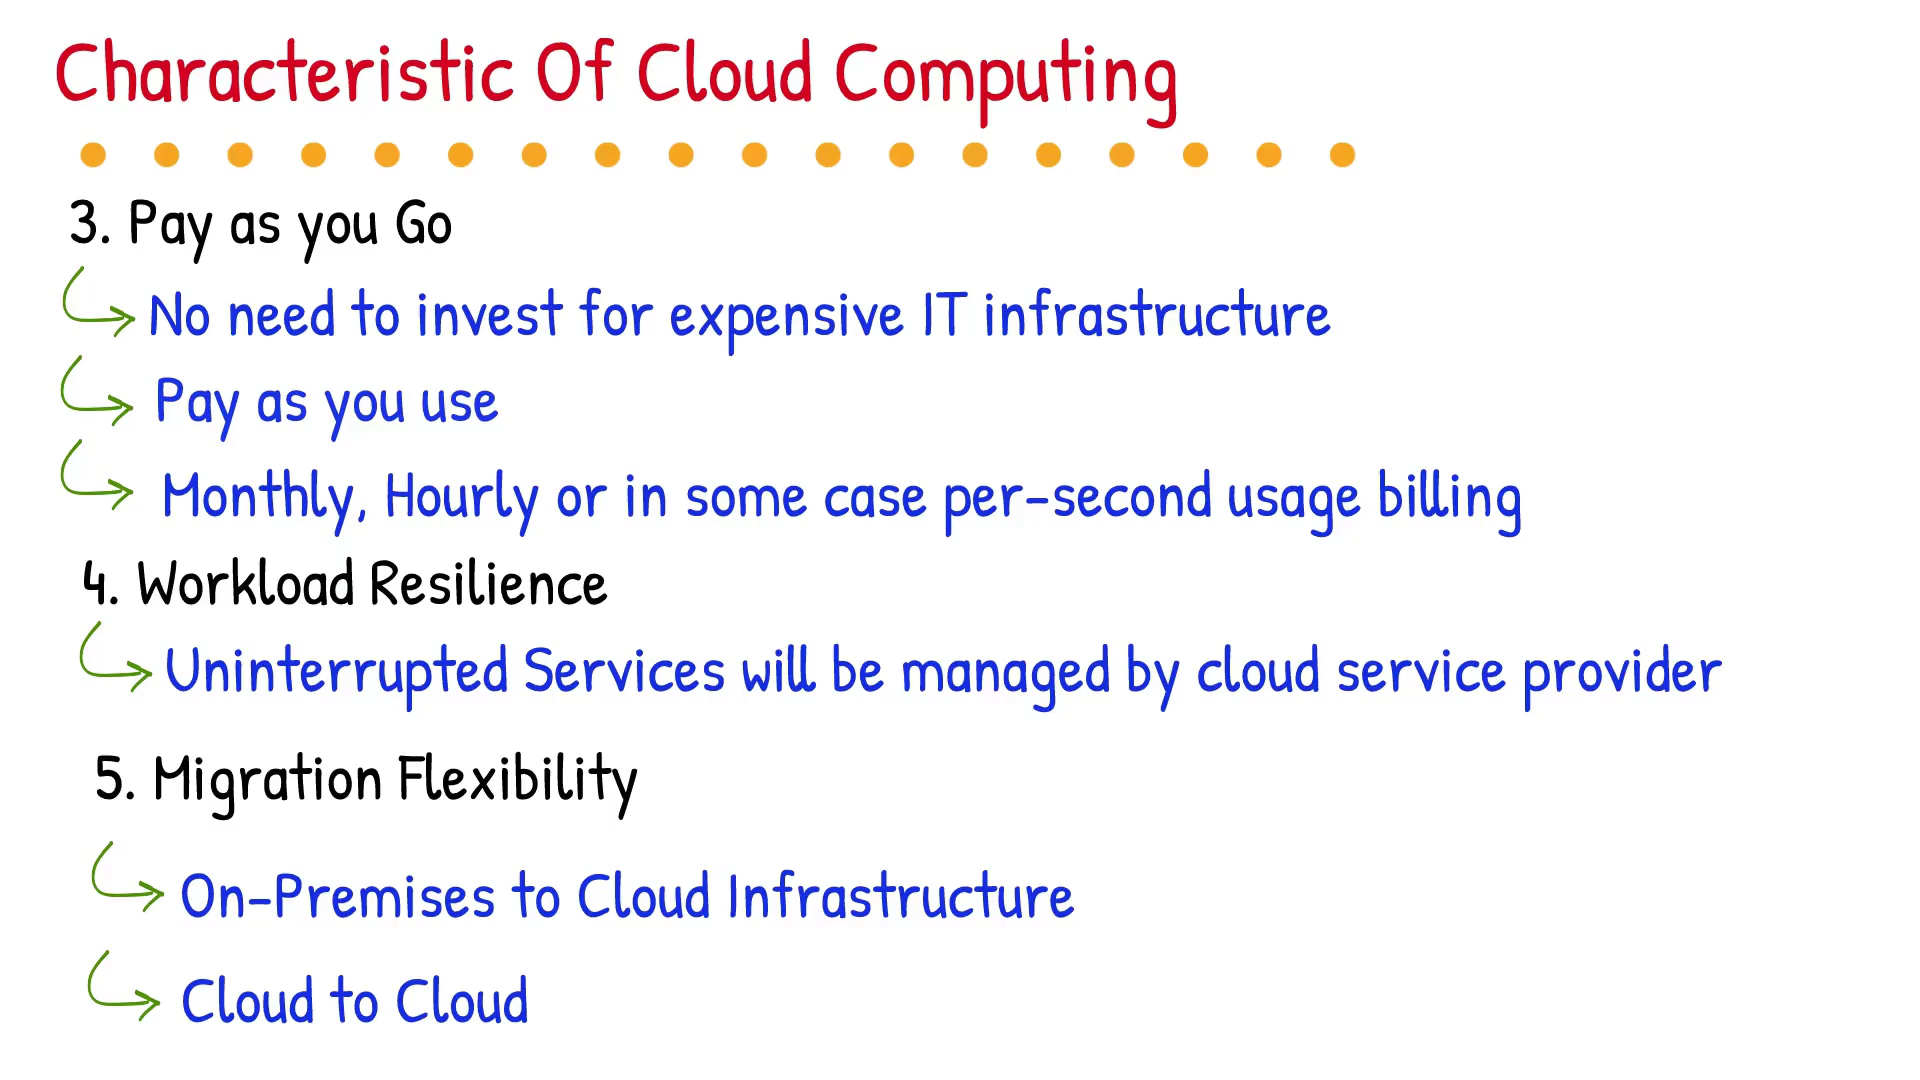 Characteristic Of Cloud Computing
3. Pay as you Go
No need to invest for expensive IT infrastructure
Pay as you use
Monthly, Hourly or in some case per-second usage billing
4. Workload Resilience
Uninterrupted Services will be managed by cloud service provider
5. Migration Flexibility
On-Premises to Cloud Infrastructure
Cloud to Cloud